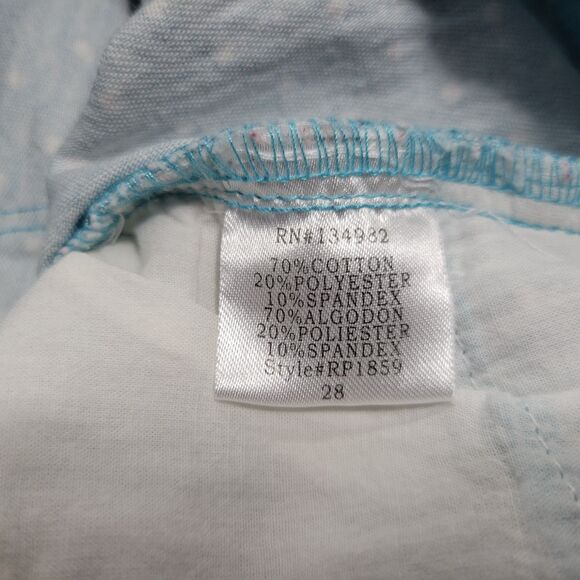 RN#134982
70%COTTON
20%POLYESTER
10%SPANDEX
70%ALGODON
20%POLIESTER
10%SPANDEX
Style#RP1859
28